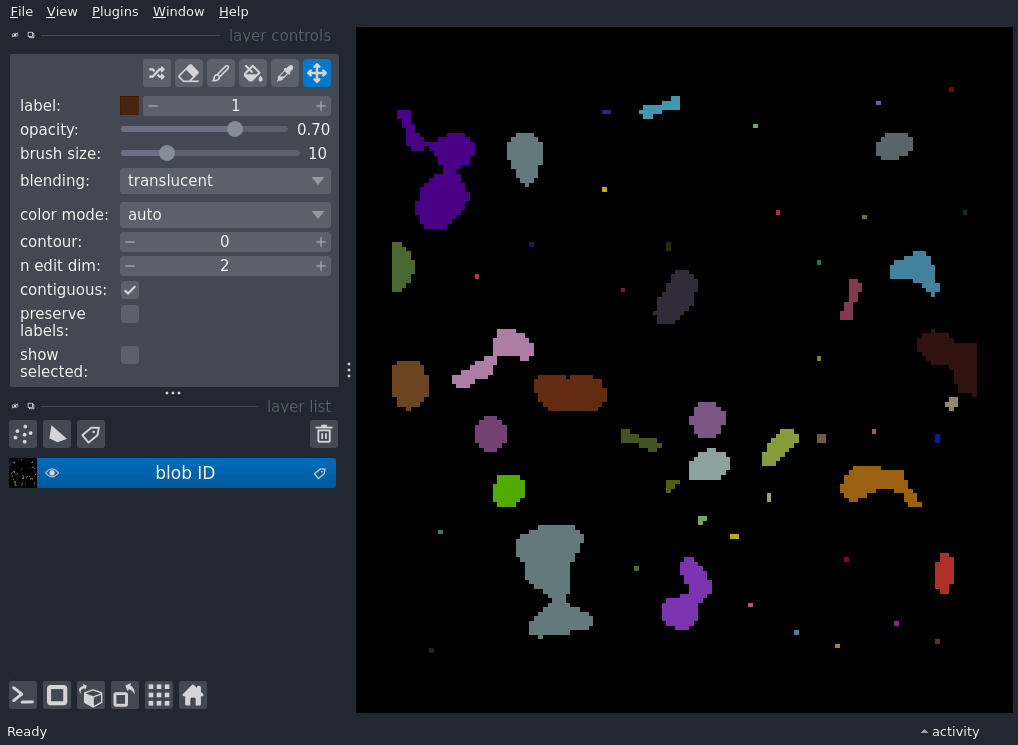 File View Plugins Window Help
layer controls
label: 1
opacity: 0.70
brush size: 10
blending: translucent
color mode: auto
contour: 0
n edit dim: 2
contiguous:
preserve
labels:
show
selected:
layer list
blob ID
Ready activity